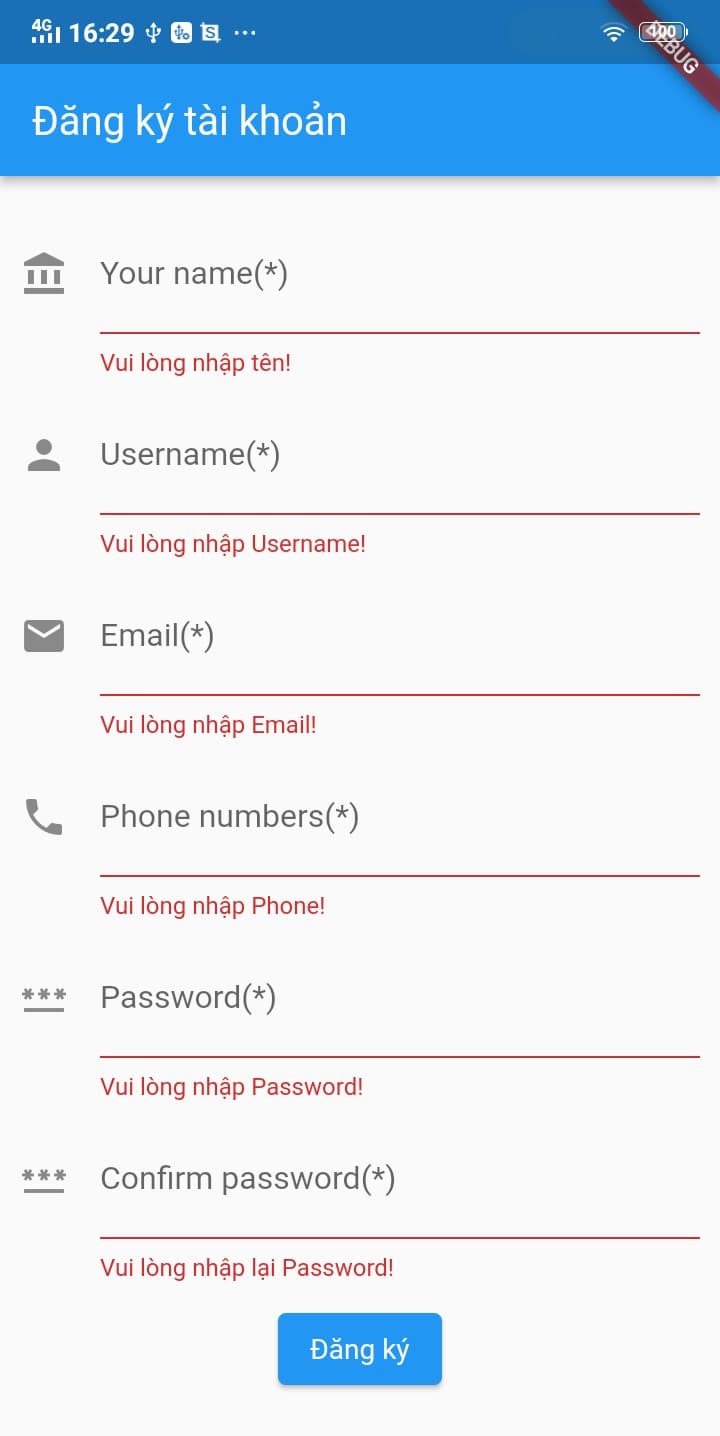 4G 16:29 100
DEBUG
Đăng ký tài khoản
Your name(*)
Vui lòng nhập tên!
Username(*)
Vui lòng nhập Username!
Email(*)
Vui lòng nhập Email!
Phone numbers(*)
Vui lòng nhập Phone!
*** Password(*)
Vui lòng nhập Password!
*** Confirm password(*)
Vui lòng nhập lại Password!
Đăng ký